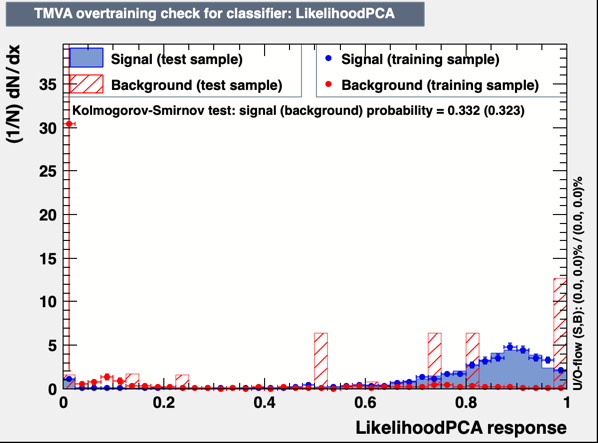 TMVA overtraining check for classifier: LikelihoodPCA
(1/N) dN / dx
Signal (test sample)
Background (test sample)
Signal (training sample)
Background (training sample)
Kolmogorov-Smirnov test: signal (background) probability = 0.332 (0.323)
35
30
25
20
15
10
5
0
0 0.2 0.4 0.6 0.8 1
LikelihoodPCA response
U/O-flow (S,B): (0.0, 0.0)% / (0.0, 0.0)%